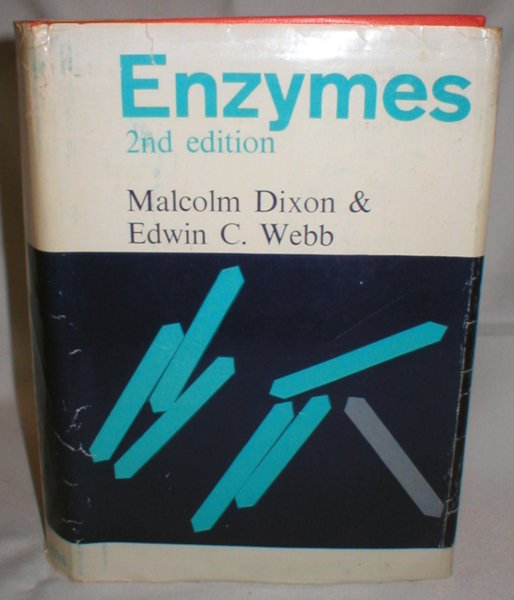 Enzymes
2nd edition
Malcolm Dixon &
Edwin C. Webb